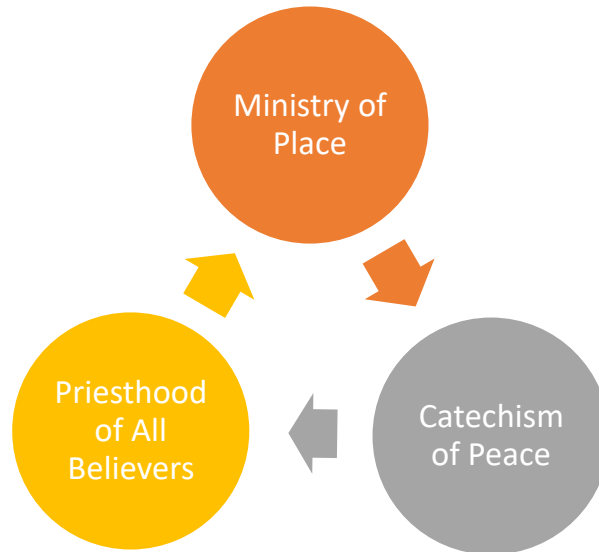 Ministry of
Place
Priesthood
of All
Believers
Catechism
of Peace